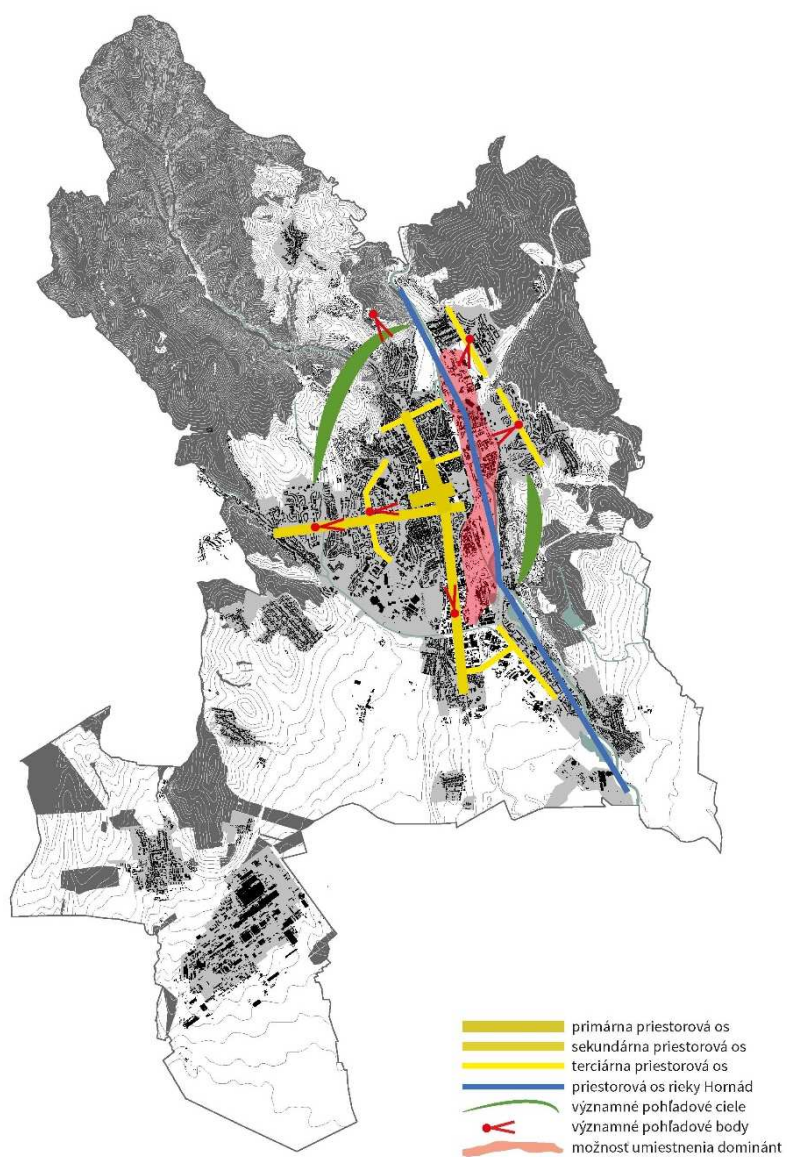 primárna priestorová os
sekundárna priestorová os
terciárna priestorová os
priestorová os rieky Hornád
významné pohľadové ciele
významné pohľadové body
možnosť umiestnenia dominánt